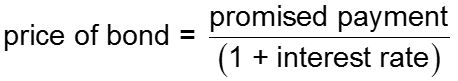 price of bond = promised payment / (1 + interest rate)